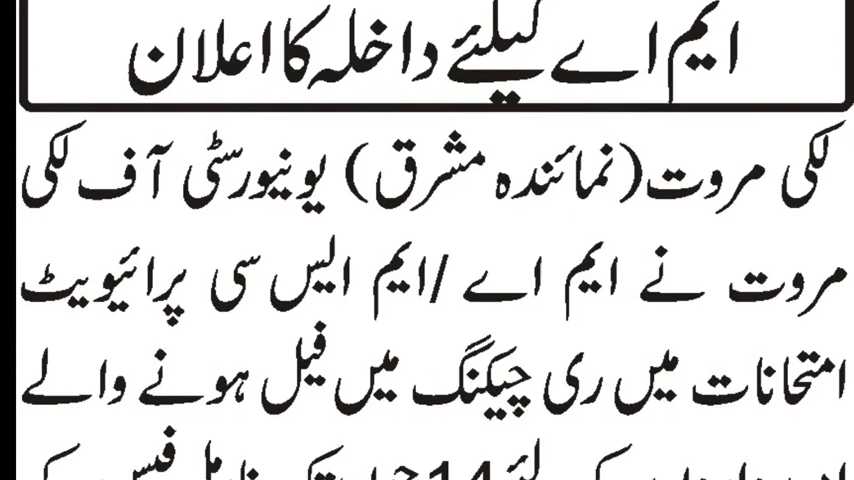 ایم اے کیلئے داخلہ کا اعلان
لکی مروت (نمائندہ مشرق) یونیورسٹی آف لکی
مروت نے ایم اے /ایم ایس سی پرائیویٹ
امتحانات میں ری چیکنگ میں فیل ہونے والے